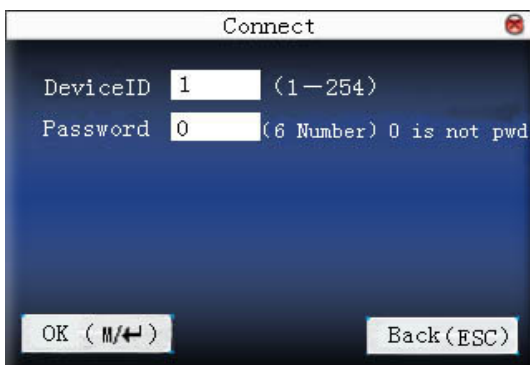 Connect
DeviceID 1 (1-254)
Password 0 (6 Number) 0 is not pwd
OK (M/↵) Back(ESC)